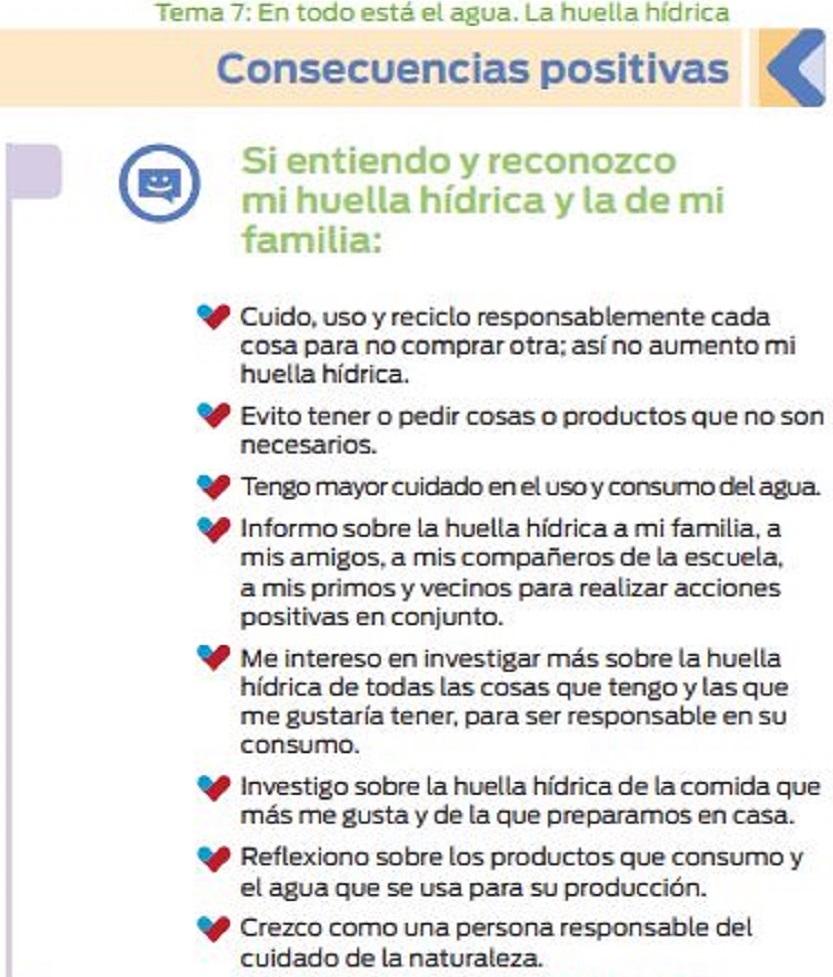 Tema 7: En todo está el agua. La huella hídrica
Consecuencias positivas
Si entiendo y reconozco
mi huella hídrica y la de mi
familia:
Cuido, uso y reciclo responsablemente cada
cosa para no comprar otra; así no aumento mi
huella hídrica.
Evito tener o pedir cosas o productos que no son
necesarios.
Tengo mayor cuidado en el uso y consumo del agua.
Informo sobre la huella hídrica a mi familia, a
mis amigos, a mis compañeros de la escuela,
a mis primos y vecinos para realizar acciones
positivas en conjunto.
Me intereso en investigar más sobre la huella
hídrica de todas las cosas que tengo y las que
me gustaría tener, para ser responsable en su
consumo.
Investigo sobre la huella hídrica de la comida que
más me gusta y de la que preparamos en casa.
Reflexiono sobre los productos que consumo y
el agua que se usa para su producción.
Crezco como una persona responsable del
cuidado de la naturaleza.